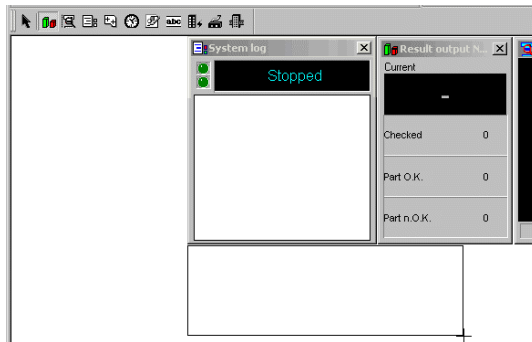 abc
System log
Stopped
Result output N...
Current
-
Checked 0
Part O.K. 0
Part n.O.K. 0